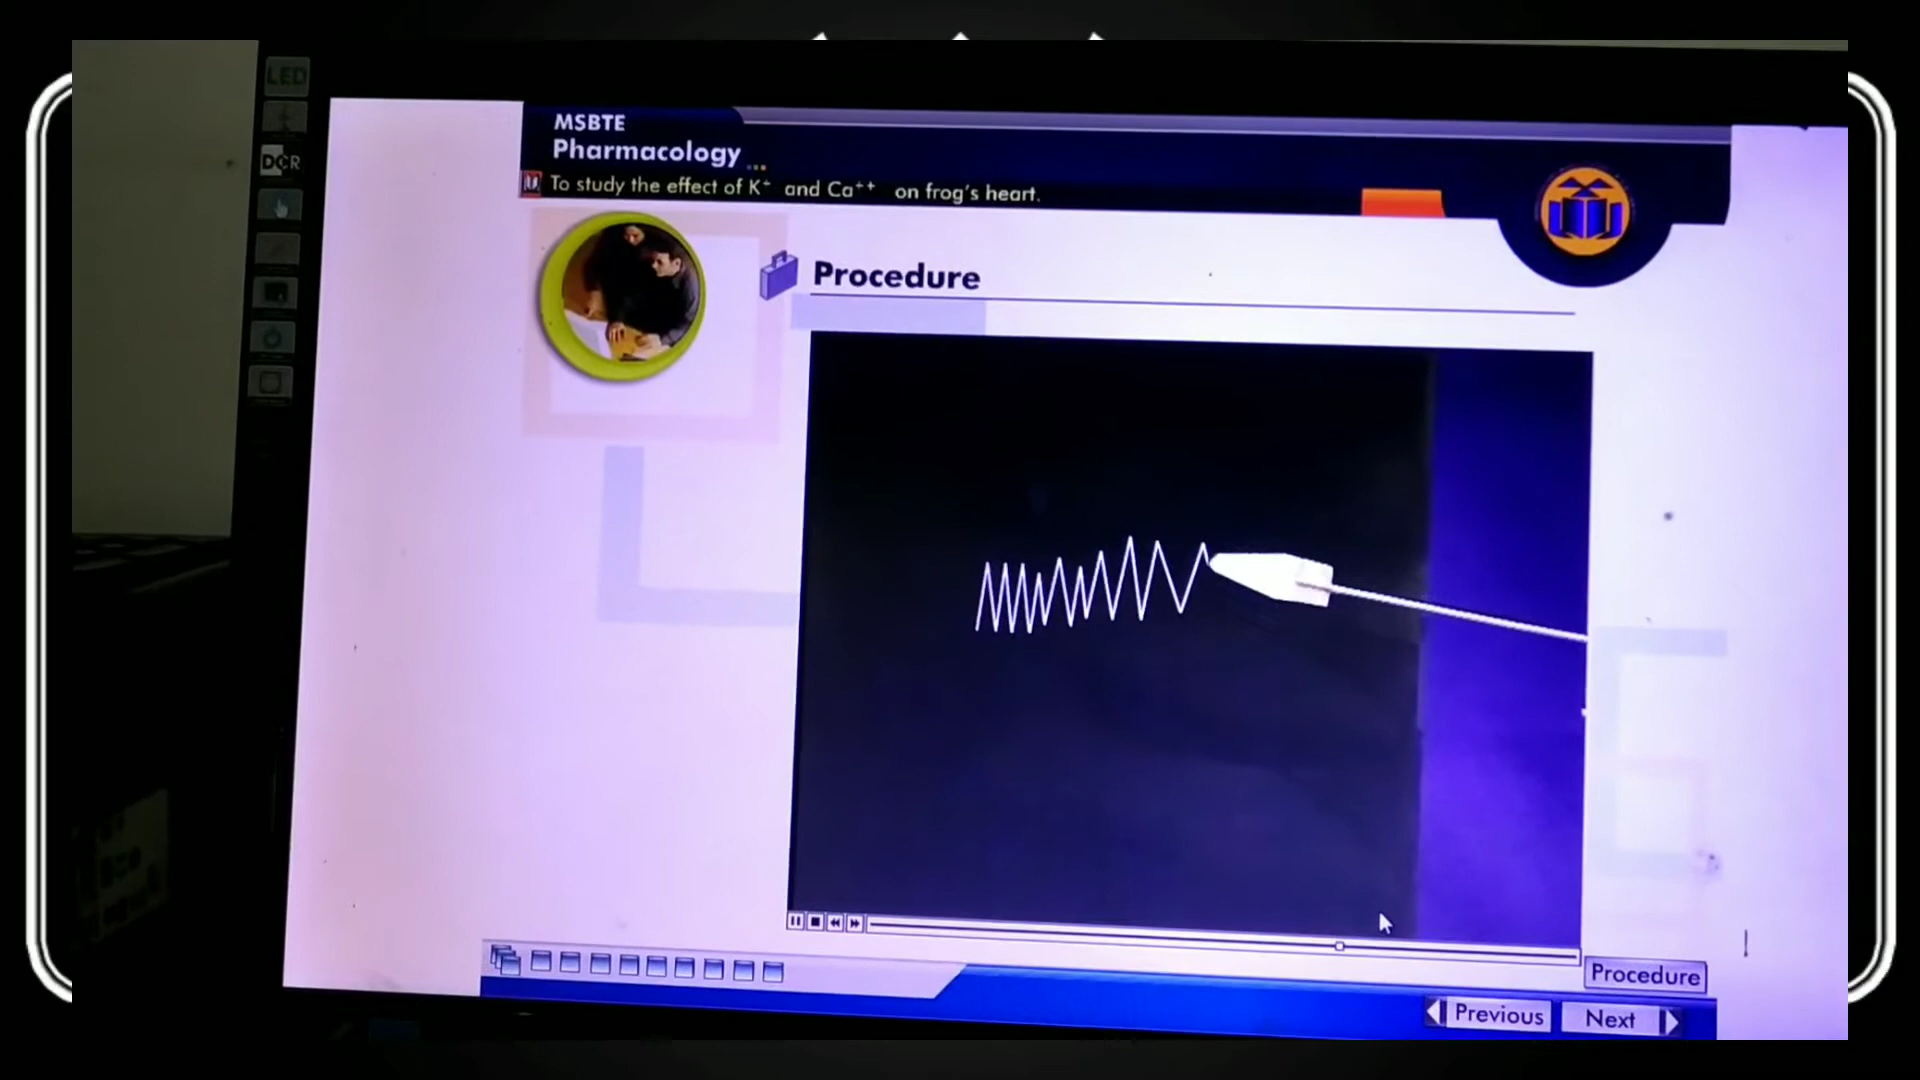 LED
DCR
MSBTE
Pharmacology
To study the effect of K⁺ and Ca⁺⁺ on frog's heart.
Procedure
Procedure
Previous
Next